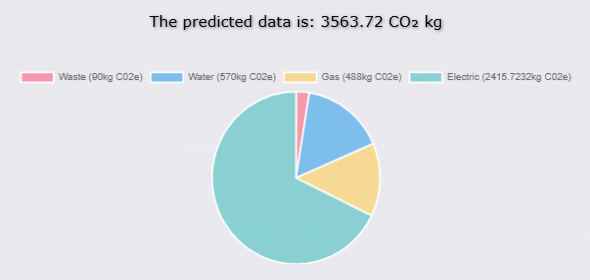 The predicted data is: 3563.72 CO₂ kg
Waste (90kg C02e) Water (570kg C02e) Gas (488kg C02e) Electric (2415.7232kg C02e)